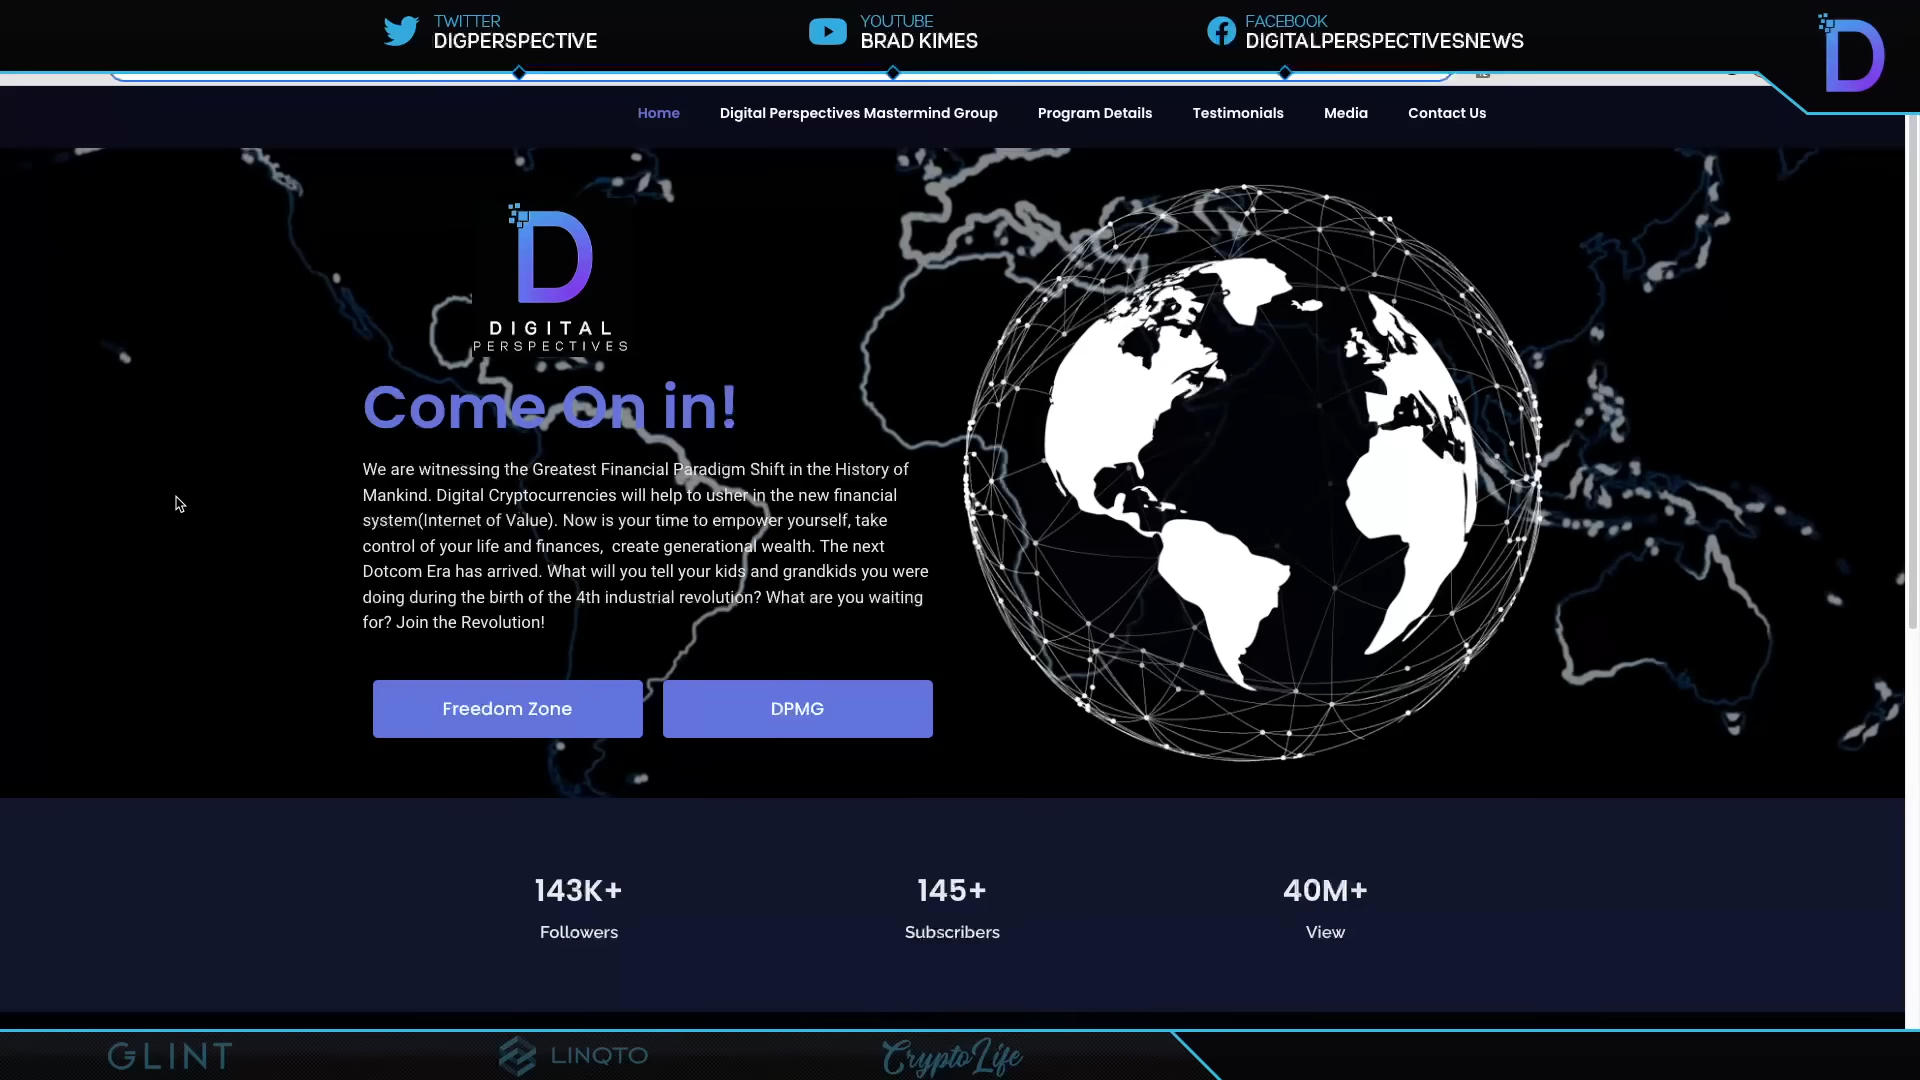 TWITTER
DIGPERSPECTIVE
YOUTUBE
BRAD KIMES
FACEBOOK
DIGITALPERSPECTIVESNEWS
D
Home Digital Perspectives Mastermind Group Program Details Testimonials Media Contact Us
D
DIGITAL
PERSPECTIVES
Come On in!
We are witnessing the Greatest Financial Paradigm Shift in the History of
Mankind. Digital Cryptocurrencies will help to usher in the new financial
system(Internet of Value). Now is your time to empower yourself, take
control of your life and finances,  create generational wealth. The next
Dotcom Era has arrived. What will you tell your kids and grandkids you were
doing during the birth of the 4th industrial revolution? What are you waiting
for? Join the Revolution!
Freedom Zone DPMG
143K+ 145+ 40M+
Followers Subscribers View
GLINT LINQTO CryptoLife